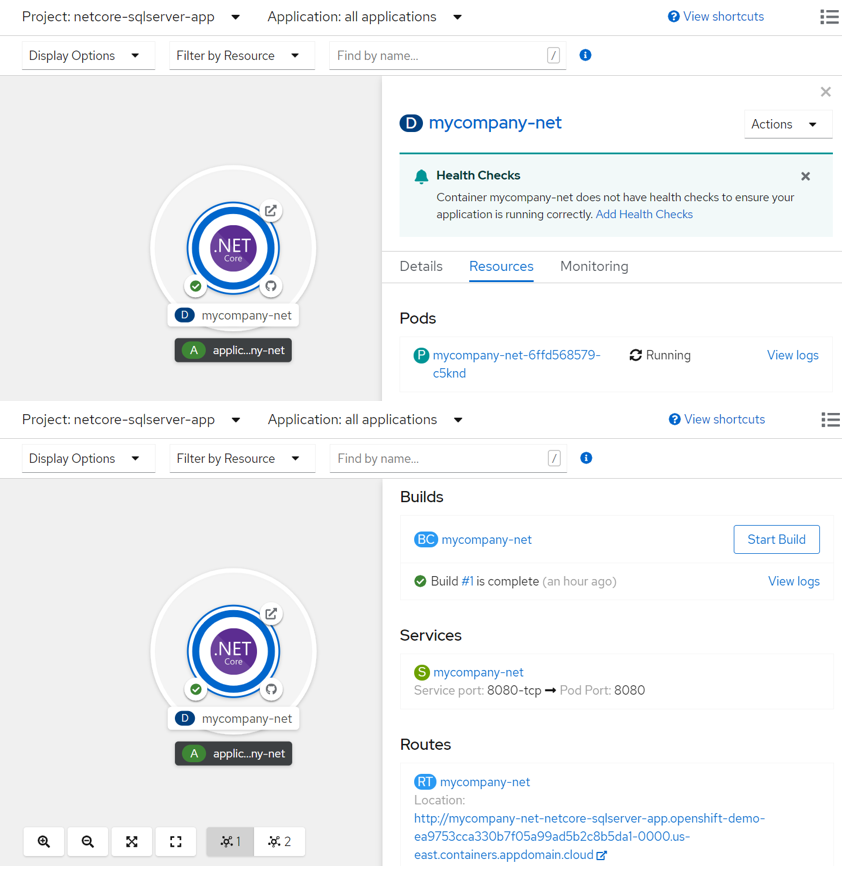 Project: netcore-sqlserver-app Application: all applications View shortcuts
Display Options Filter by Resource Find by name... /
D mycompany-net
Actions
Health Checks
Container mycompany-net does not have health checks to ensure your
application is running correctly. Add Health Checks
Details Resources Monitoring
Pods
P mycompany-net-6ffd568579-
c5knd
Running View logs
.NET
Core
D mycompany-net
A applic...ny-net
Project: netcore-sqlserver-app Application: all applications View shortcuts
Display Options Filter by Resource Find by name... /
Builds
BC mycompany-net Start Build
Build #1 is complete (an hour ago) View logs
Services
S mycompany-net
Service port: 8080-tcp ➞ Pod Port: 8080
Routes
RT mycompany-net
Location:
http://mycompany-net-netcore-sqlserver-app.openshift-demo-
ea9753cca330b7f05a99ad5b2c8b5da1-0000.us-
east.containers.appdomain.cloud
.NET
Core
D mycompany-net
A applic...ny-net
1 2